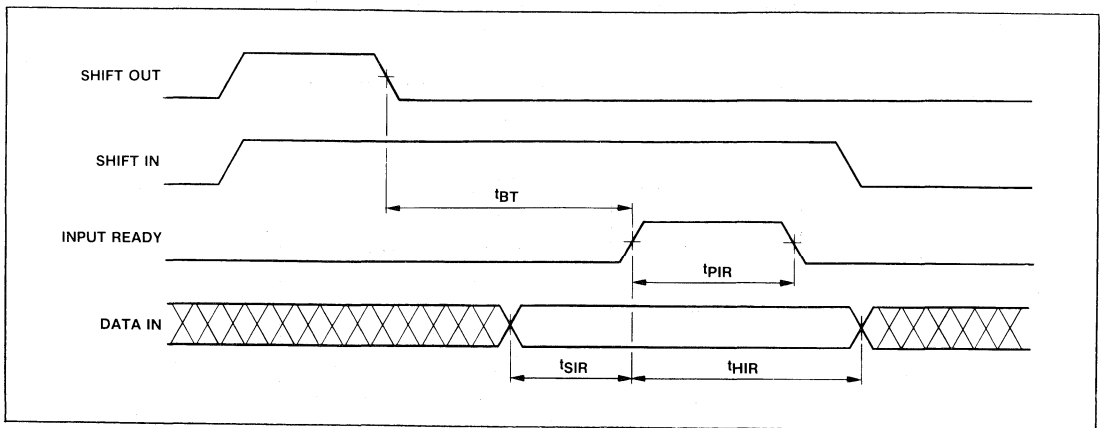 SHIFT OUT
SHIFT IN
tBT
INPUT READY
tPIR
DATA IN
tSIR
tHIR